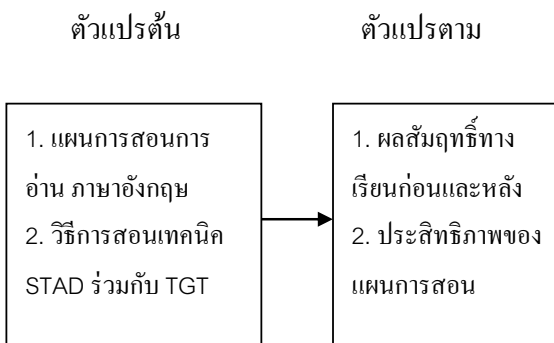 ตัวแปรต้น
ตัวแปรตาม
1. แผนการสอนการ
อ่าน ภาษาอังกฤษ
2. วิธีการสอนเทคนิค
STAD ร่วมกับ TGT
1. ผลสัมฤทธิ์ทาง
เรียนก่อนและหลัง
2. ประสิทธิภาพของ
แผนการสอน